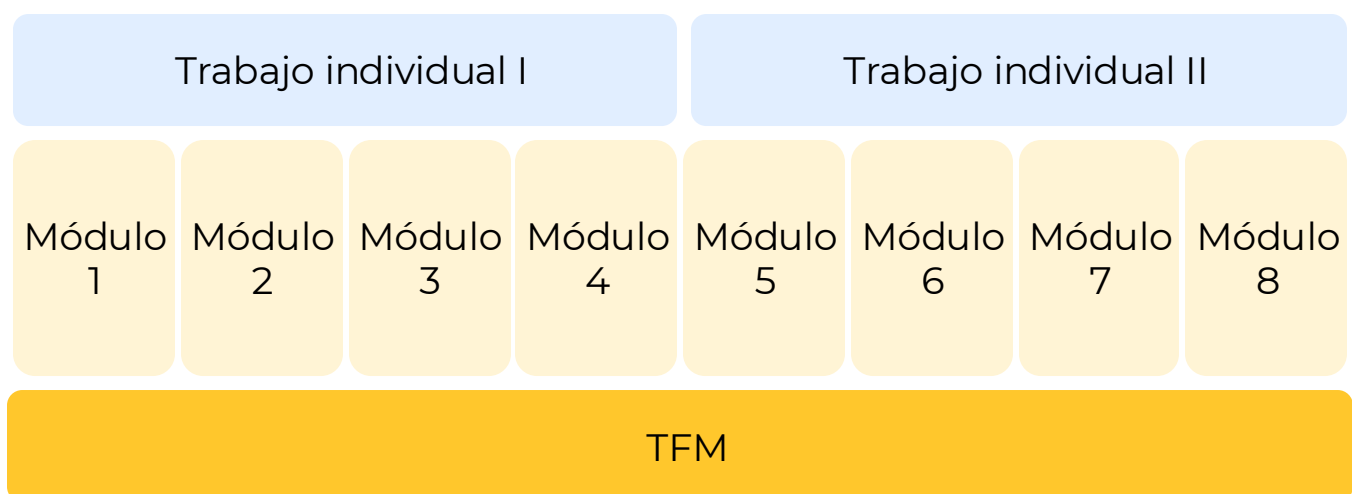 Trabajo individual I
Trabajo individual II
Módulo
1
Módulo
2
Módulo
3
Módulo
4
Módulo
5
Módulo
6
Módulo
7
Módulo
8
TFM